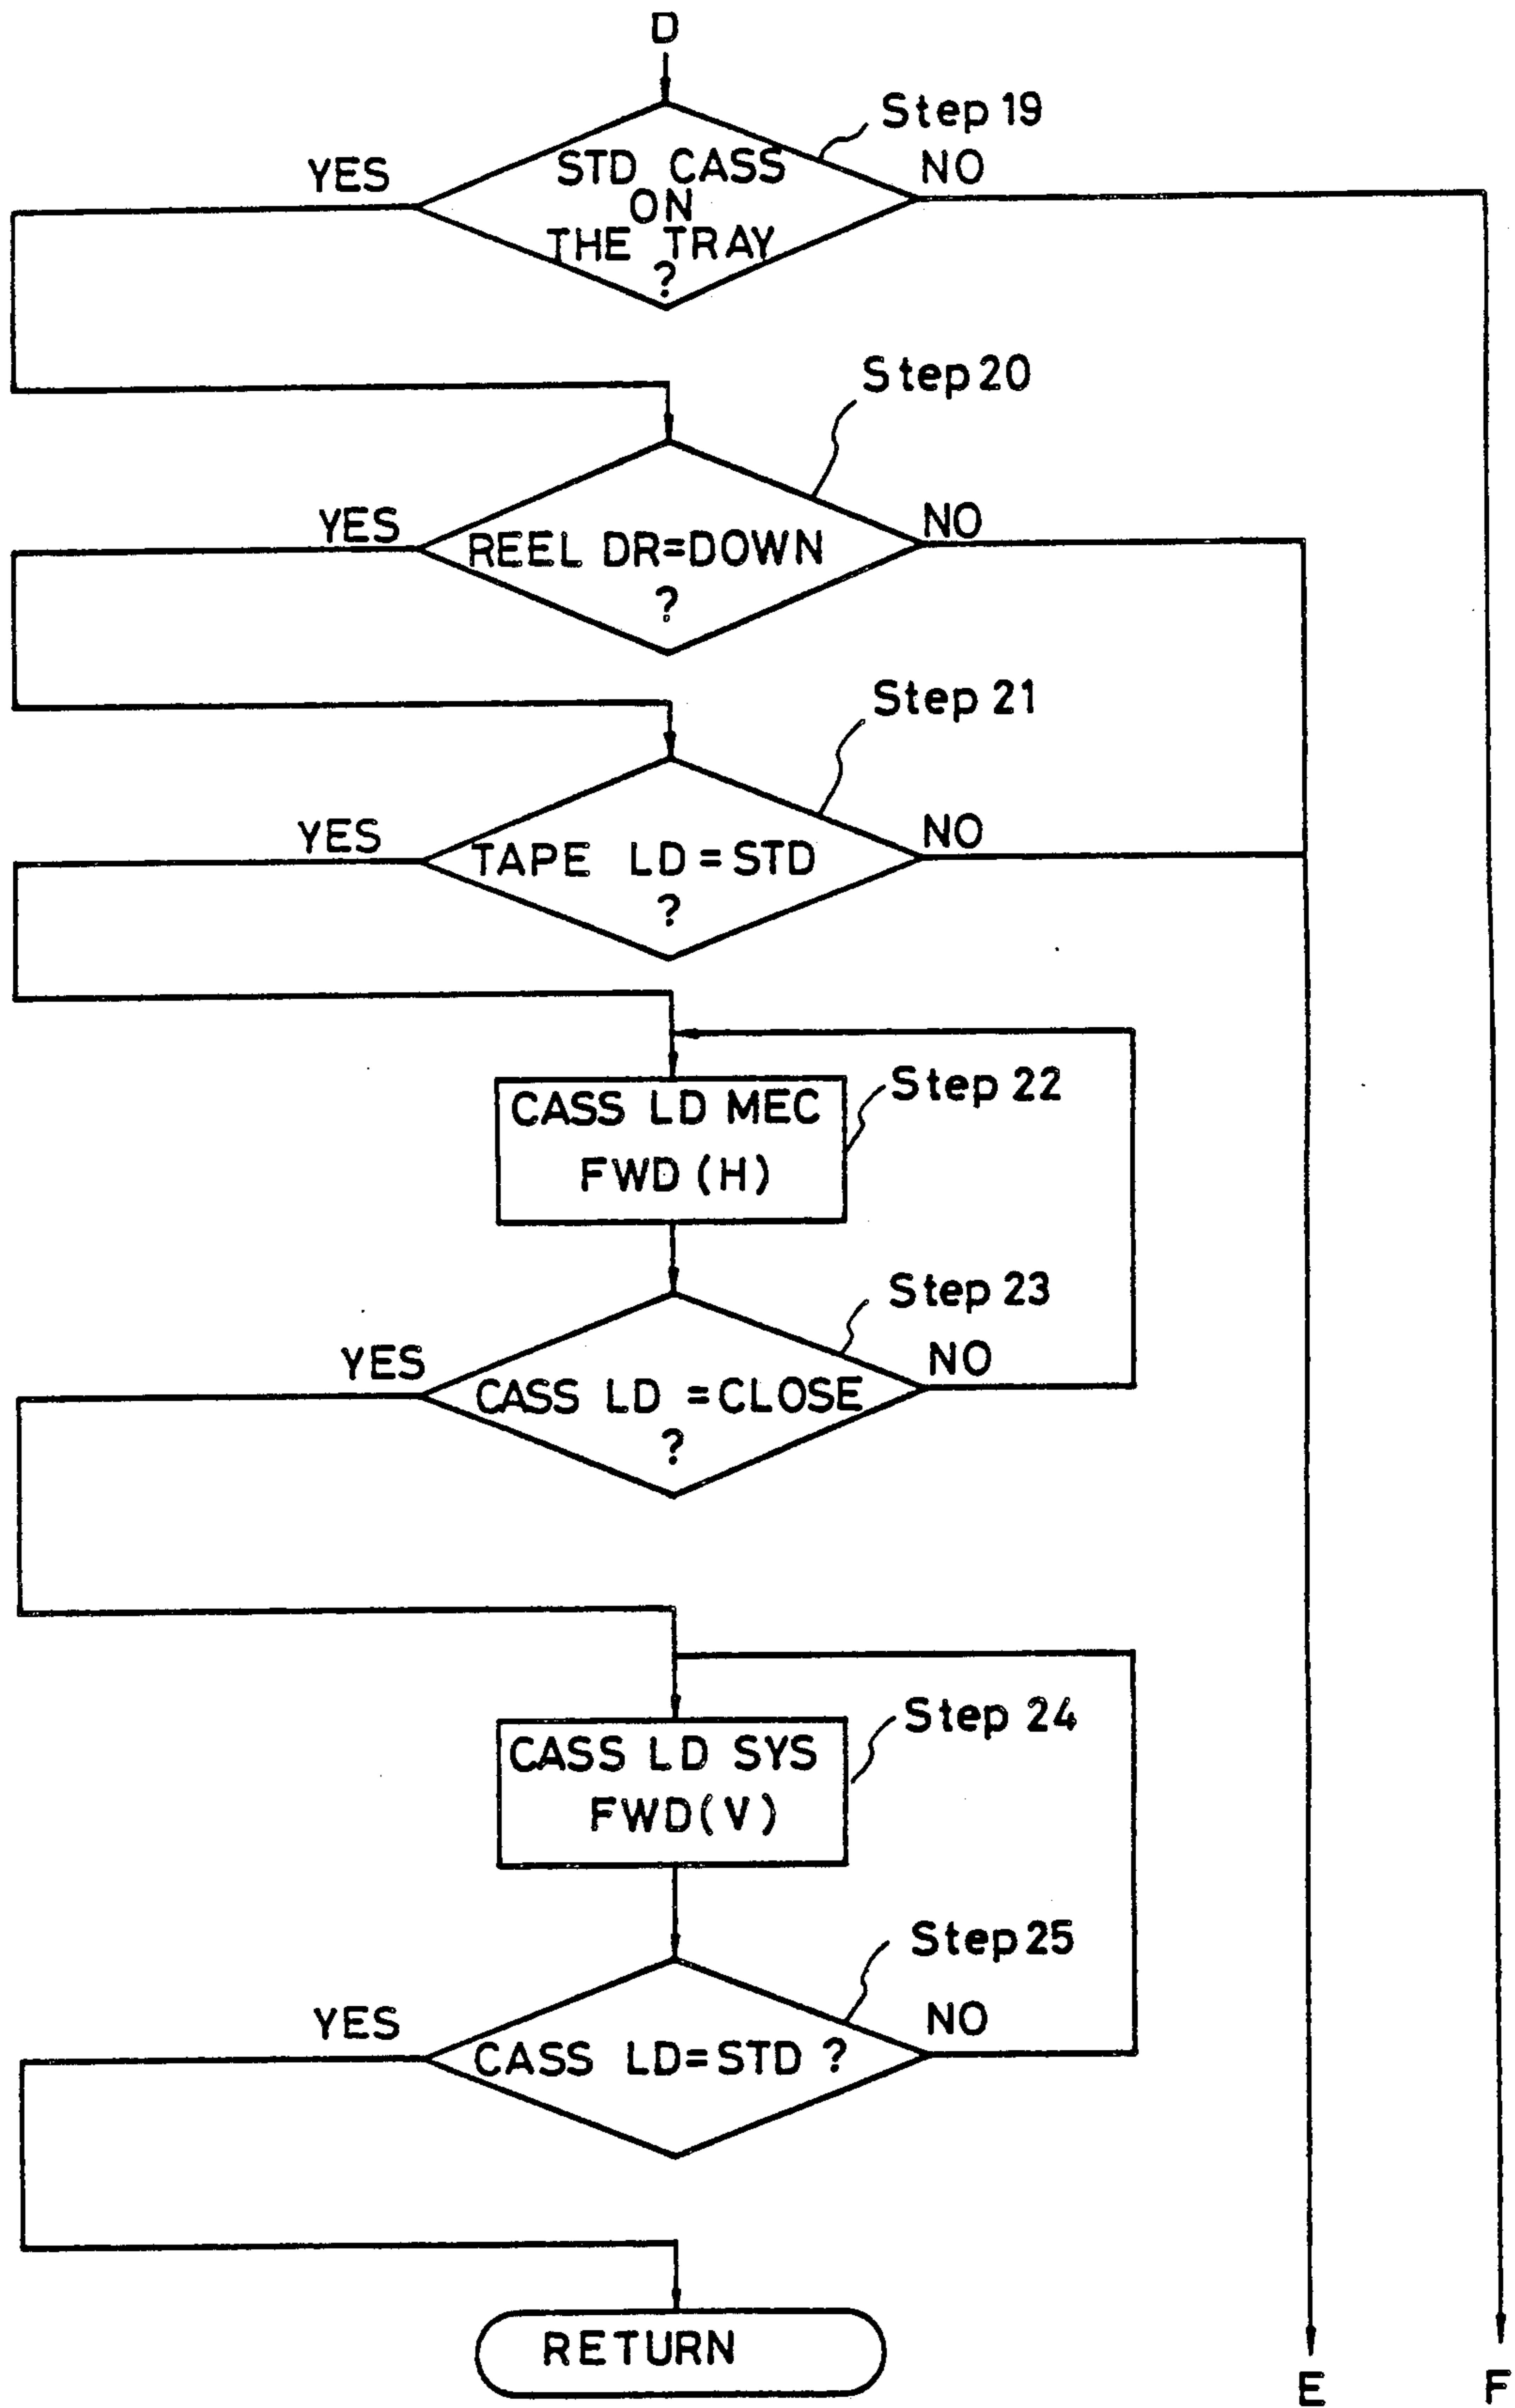 D
Step 19
YES
NO
STD CASS
ON
THE TRAY
?
Step 20
YES
NO
REEL DR=DOWN
?
Step 21
YES
NO
TAPE LD=STD
?
Step 22
CASS LD MEC
FWD (H)
Step 23
YES
NO
CASS LD =CLOSE
?
Step 24
CASS LD SYS
FWD(V)
Step 25
YES
NO
CASS LD=STD ?
RETURN
E
F